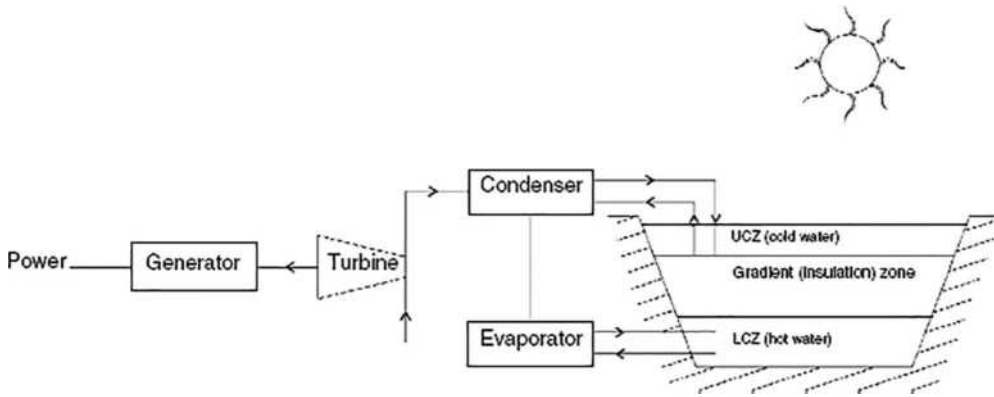 Condenser
UCZ (cold water)
Power
Generator
Turbine
Gradient (insulation) zone
Evaporator
LCZ (hot water)